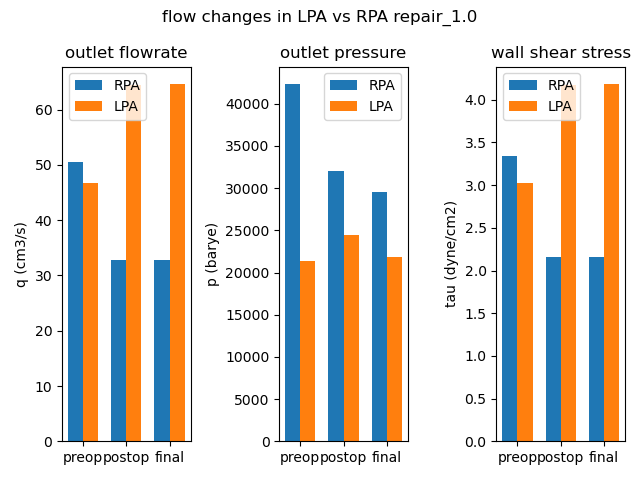 flow changes in LPA vs RPA repair_1.0
outlet flowrate
q (cm3/s)
60
50
40
30
20
10
0
RPA
LPA
preop
postop
final
outlet pressure
p (barye)
40000
35000
30000
25000
20000
15000
10000
5000
0
RPA
LPA
preop
postop
final
wall shear stress
tau (dyne/cm2)
4.0
3.5
3.0
2.5
2.0
1.5
1.0
0.5
0.0
RPA
LPA
preop
postop
final